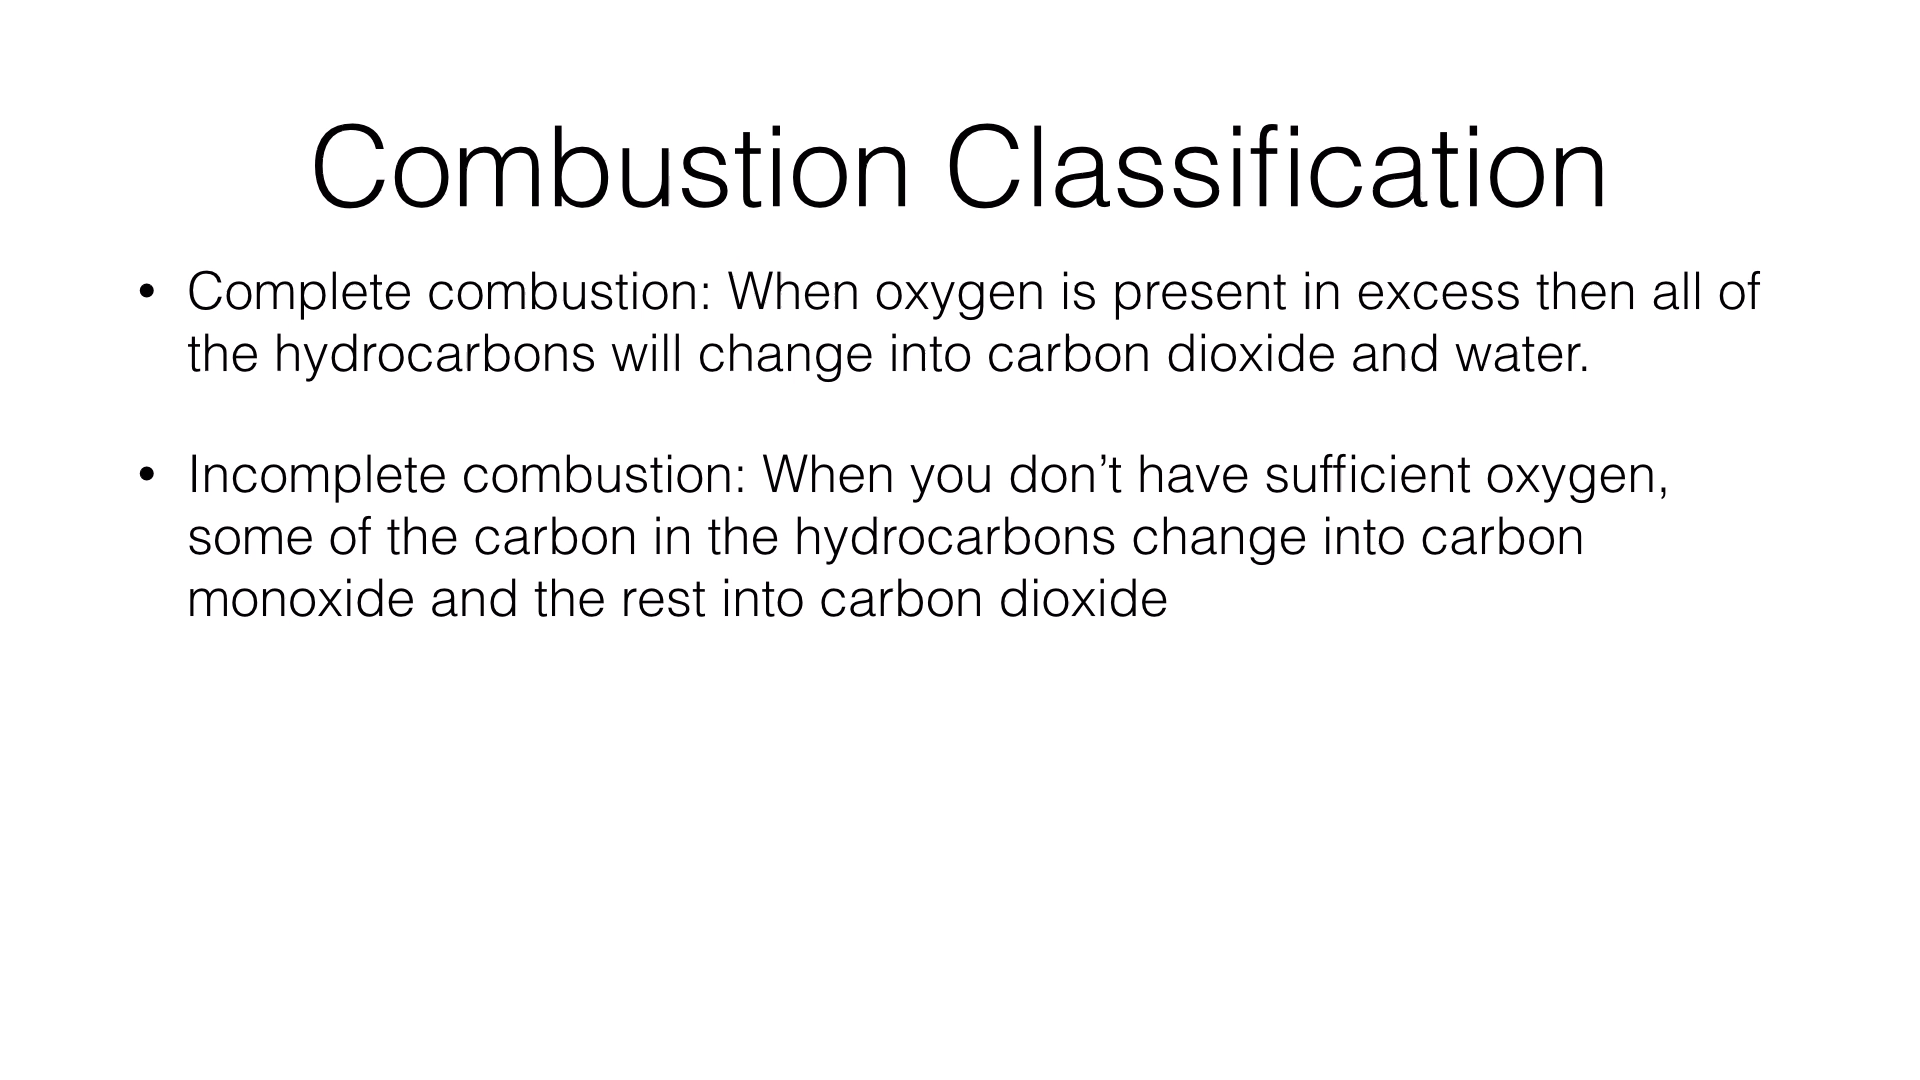 Combustion Classification
• Complete combustion: When oxygen is present in excess then all of
the hydrocarbons will change into carbon dioxide and water.
• Incomplete combustion: When you don’t have sufficient oxygen,
some of the carbon in the hydrocarbons change into carbon
monoxide and the rest into carbon dioxide